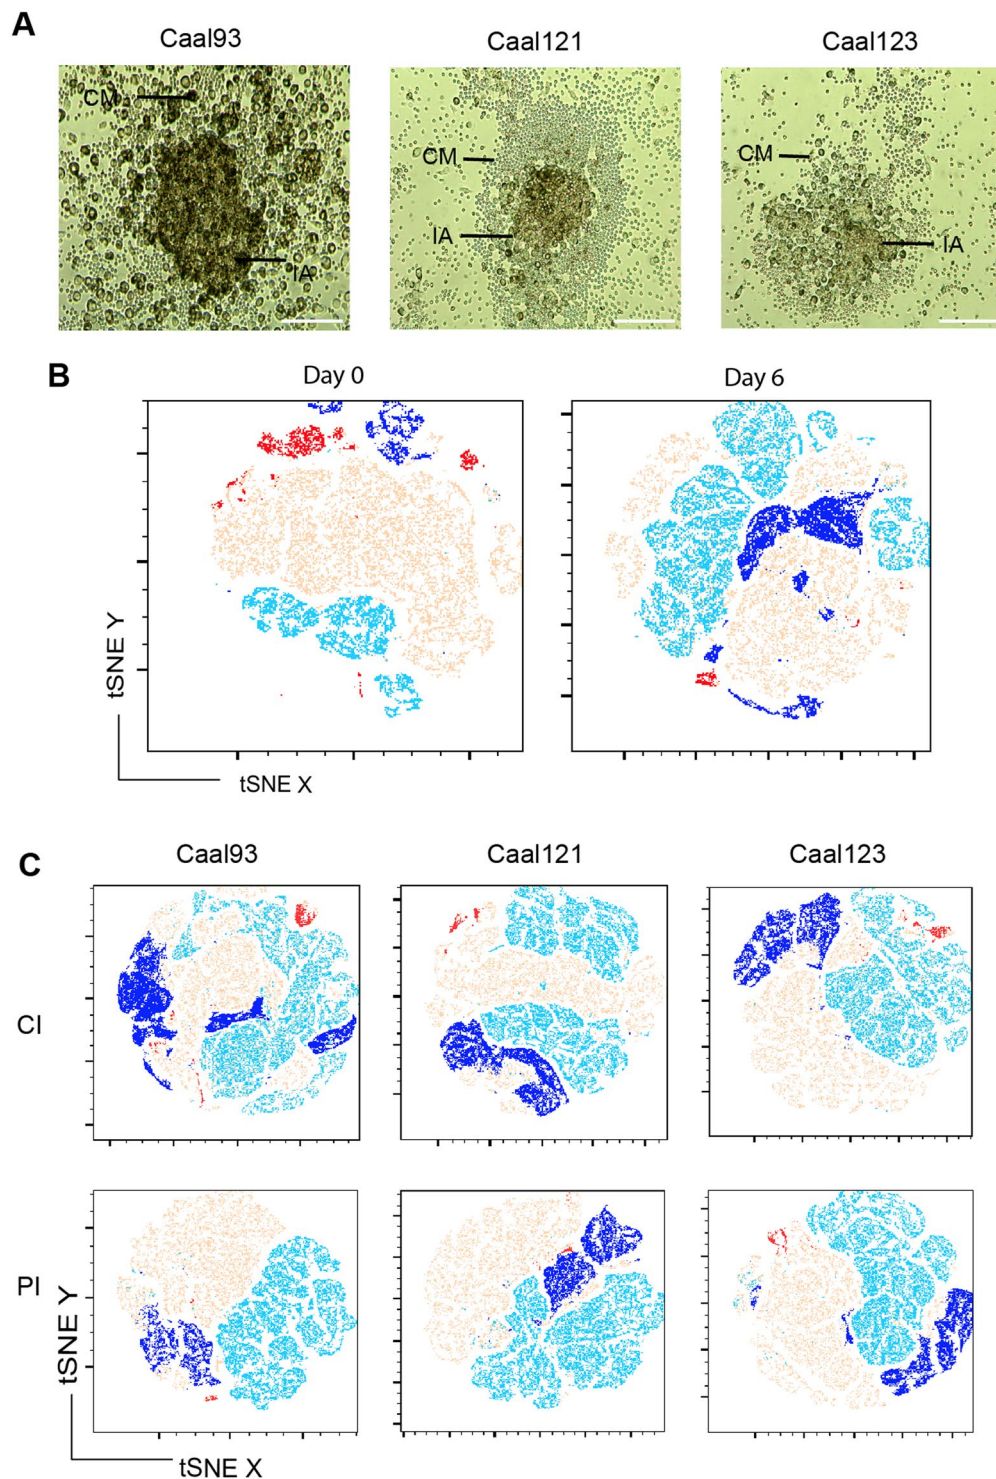 A
Caal93
Caal121
Caal123
CM
IA
CM
IA
CM
IA
B
Day 0
Day 6
tSNE Y
tSNE X
C
Caal93
Caal121
Caal123
CI
PI
tSNE Y
tSNE X